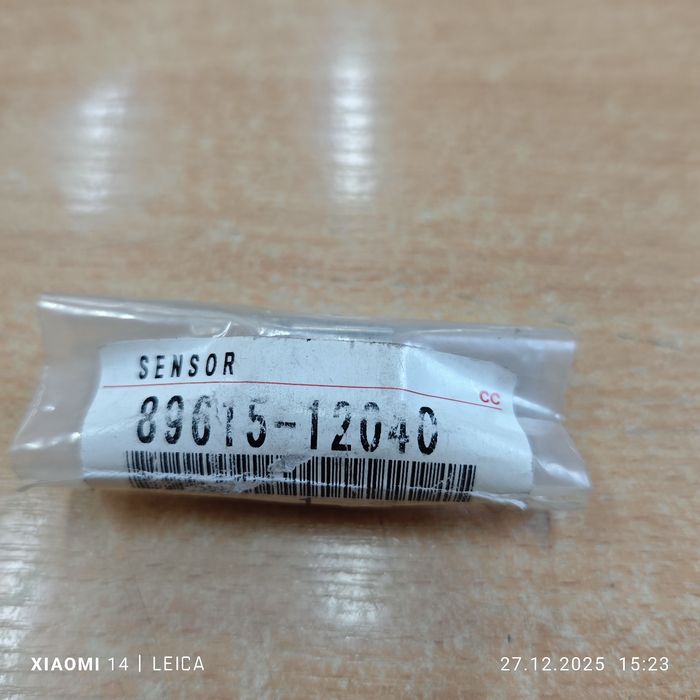 SENSOR
CC
89615-12040
XIAOMI 14 | LEICA
27.12.2025 15:23